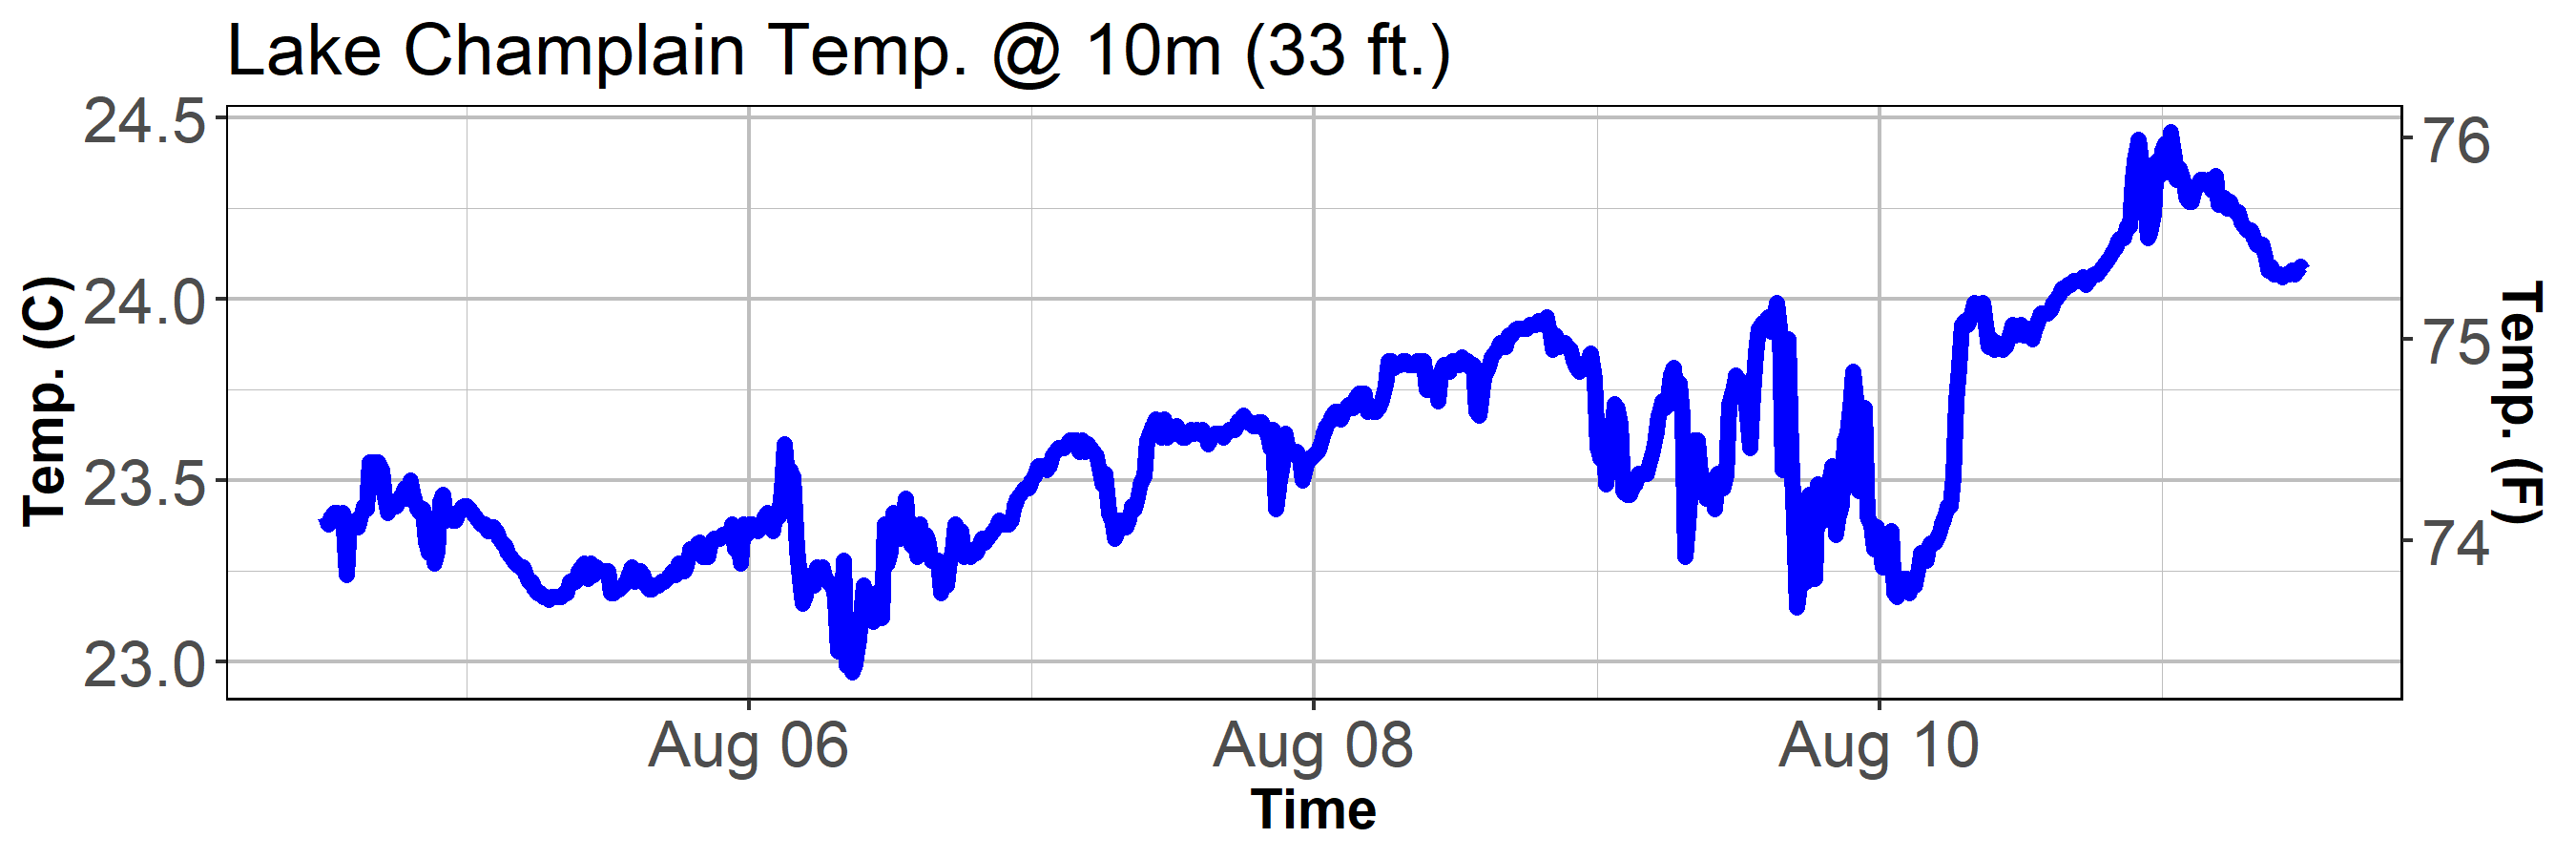 Lake Champlain Temp. @ 10m (33 ft.)
24.5
24.0
23.5
23.0
Temp. (C)
76
75
74
Temp. (F)
Aug 06 Aug 08 Aug 10
Time